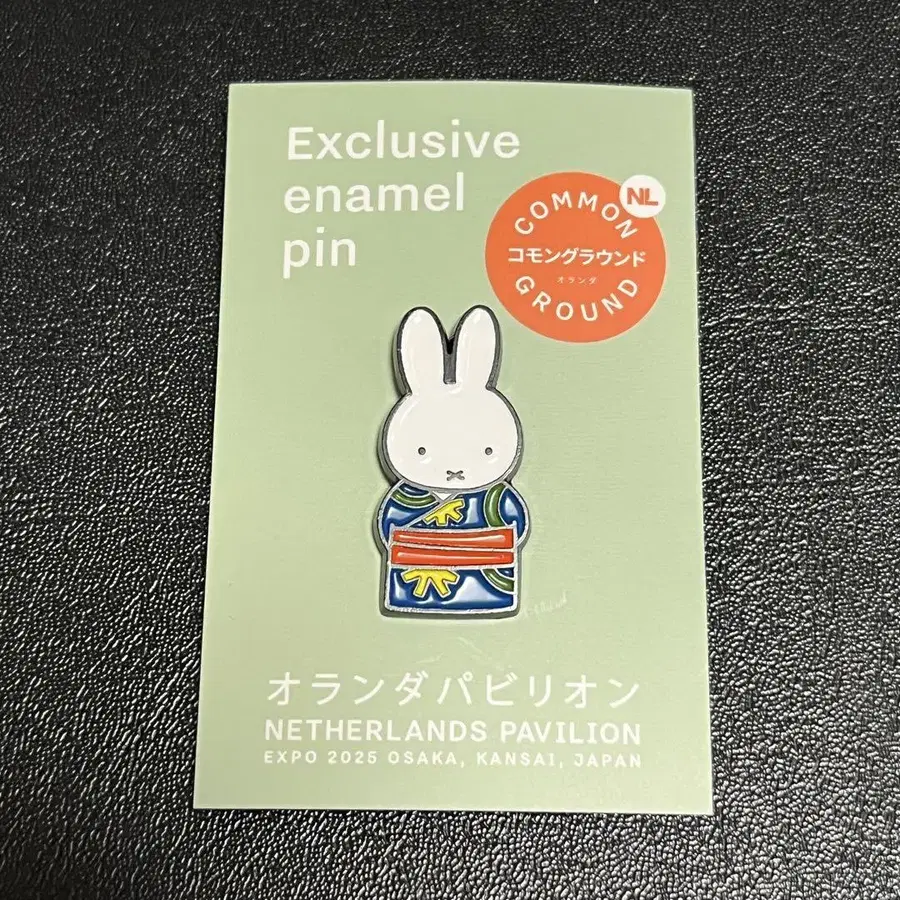 Exclusive
enamel
pin
NL
COMMON
コモングラウンド
オランダ
GROUND
オランダパビリオン
NETHERLANDS PAVILION
EXPO 2025 OSAKA, KANSAI, JAPAN